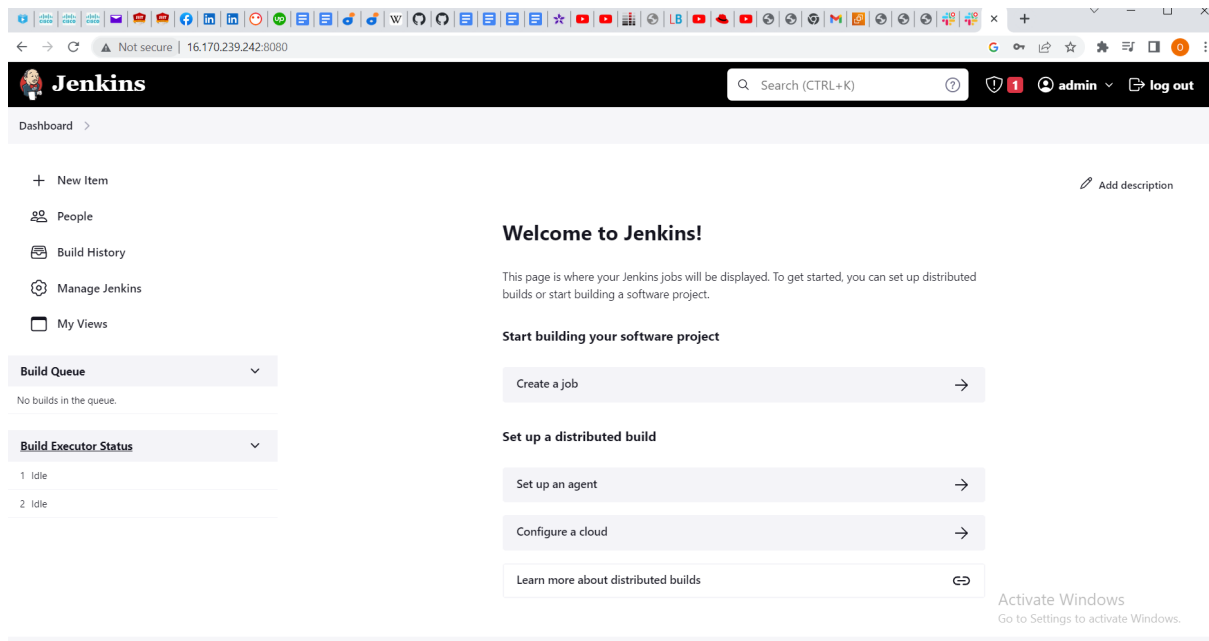 Not secure | 16.170.239.242:8080
Jenkins
Search (CTRL+K)
1
admin
log out
Dashboard
New Item
Add description
People
Build History
Manage Jenkins
My Views
Welcome to Jenkins!
This page is where your Jenkins jobs will be displayed. To get started, you can set up distributed
builds or start building a software project.
Start building your software project
Create a job
Build Queue
No builds in the queue.
Set up a distributed build
Build Executor Status
1 Idle
2 Idle
Set up an agent
Configure a cloud
Learn more about distributed builds
Activate Windows
Go to Settings to activate Windows.